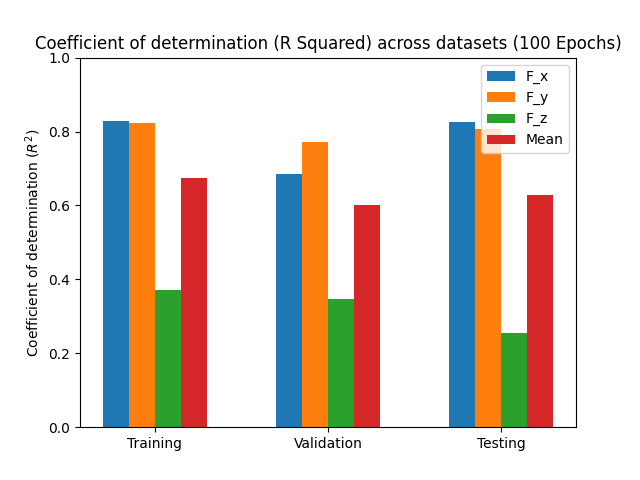 Coefficient of determination (R Squared) across datasets (100 Epochs)
1.0
0.8
0.6
0.4
0.2
0.0
Coefficient of determination (R²)
F_x
F_y
F_z
Mean
Training
Validation
Testing